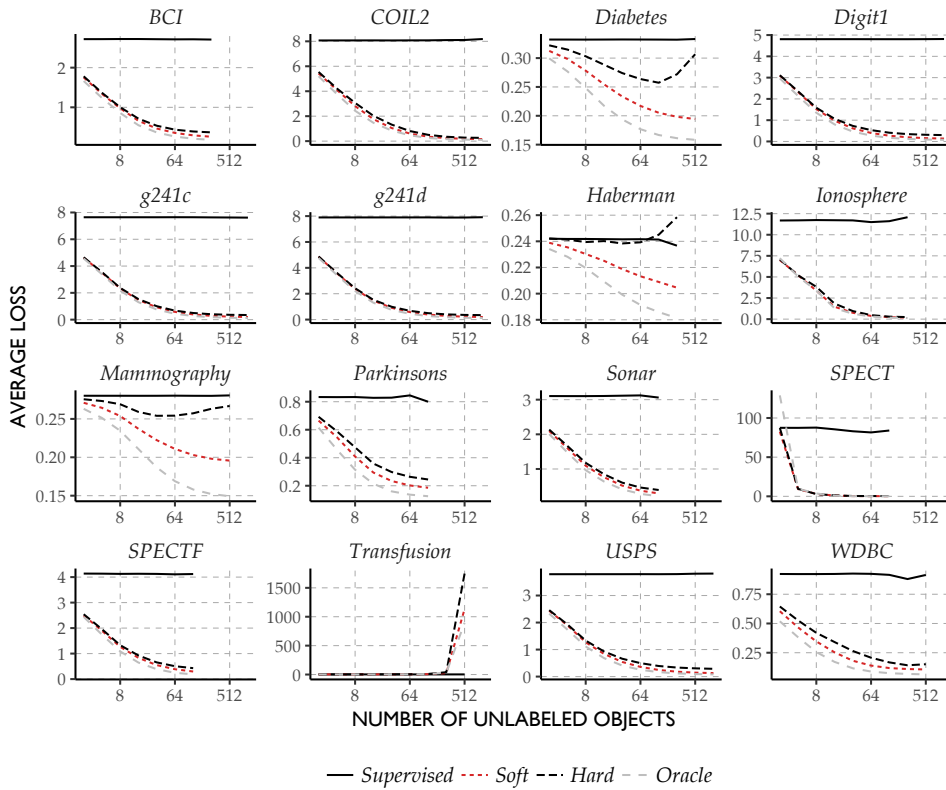 BCI COIL2 Diabetes Digit1
2
1
8 64 512
8
6
4
2
0
8 64 512
0.30
0.25
0.20
0.15
8 64 512
5
4
3
2
1
0
8 64 512
g241c g241d Haberman Ionosphere
8
6
4
2
0
8 64 512
8
6
4
2
0
8 64 512
0.26
0.24
0.22
0.20
0.18
8 64 512
12.5
10.0
7.5
5.0
2.5
0.0
8 64 512
AVERAGE LOSS
Mammography Parkinsons Sonar SPECT
0.25
0.20
0.15
8 64 512
0.8
0.6
0.4
0.2
8 64 512
3
2
1
8 64 512
100
50
0
8 64 512
SPECTF Transfusion USPS WDBC
4
3
2
1
0
8 64 512
1500
1000
500
0
8 64 512
3
2
1
0
8 64 512
0.75
0.50
0.25
8 64 512
NUMBER OF UNLABELED OBJECTS
Supervised Soft Hard Oracle